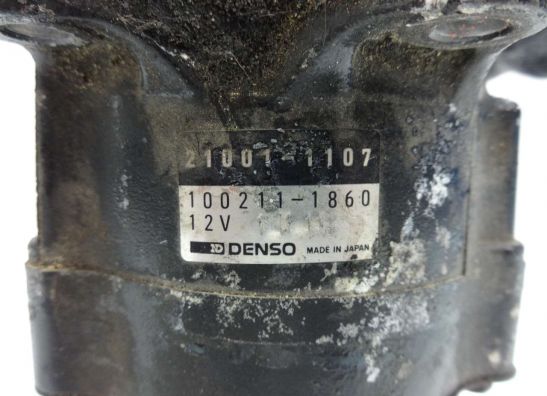 21001-1107
100211-1860
12V
DENSO MADE IN JAPAN